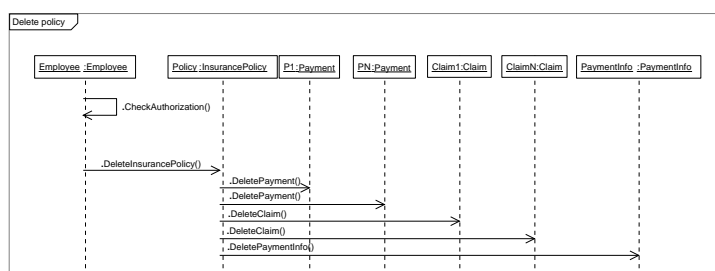 Delete policy
Employee :Employee
Policy :InsurancePolicy
P1:Payment
PN:Payment
Claim1:Claim
ClaimN:Claim
PaymentInfo :PaymentInfo
.CheckAuthorization()
.DeleteInsurancePolicy()
.DeletePayment()
.DeletePayment()
.DeleteClaim()
.DeleteClaim()
.DeletePaymentInfo()